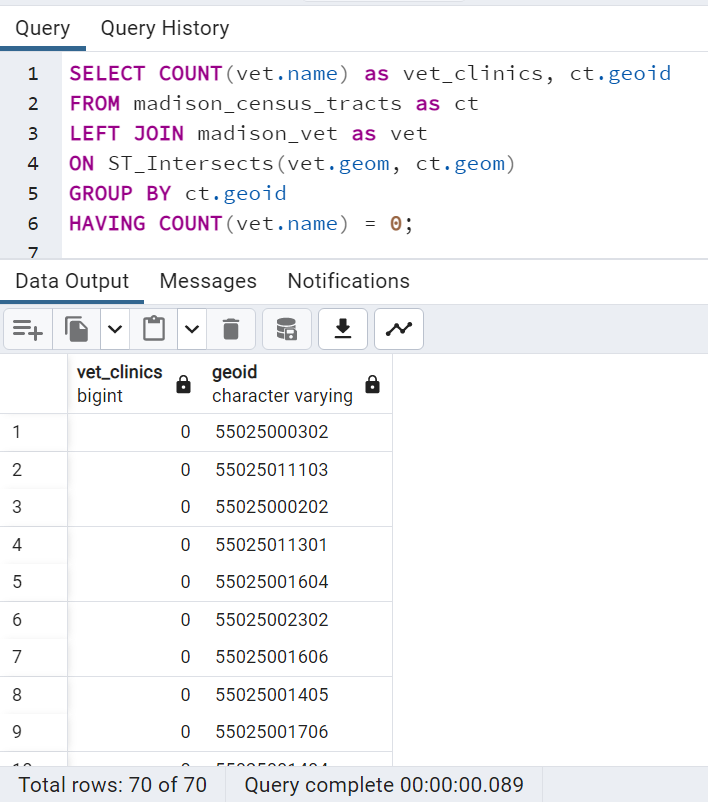 Query Query History
1 SELECT COUNT(vet.name) as vet_clinics, ct.geoid
2 FROM madison_census_tracts as ct
3 LEFT JOIN madison_vet as vet
4 ON ST_Intersects(vet.geom, ct.geom)
5 GROUP BY ct.geoid
6 HAVING COUNT(vet.name) = 0;
7
Data Output Messages Notifications
vet_clinics geoid
bigint character varying
1 0 55025000302
2 0 55025011103
3 0 55025000202
4 0 55025011301
5 0 55025001604
6 0 55025002302
7 0 55025001606
8 0 55025001405
9 0 55025001706
Total rows: 70 of 70 Query complete 00:00:00.089